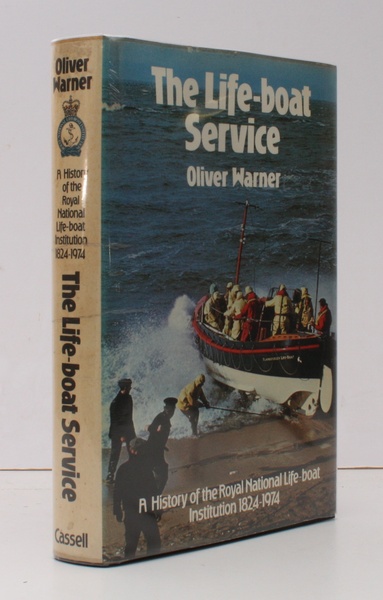 Oliver
Warner
A History
of the
Royal
National
Life-boat
Institution
1824-1974
The Life-boat Service
Cassell
The Life-boat
Service
Oliver Warner
A History of the Royal National Life-boat
Institution 1824-1974